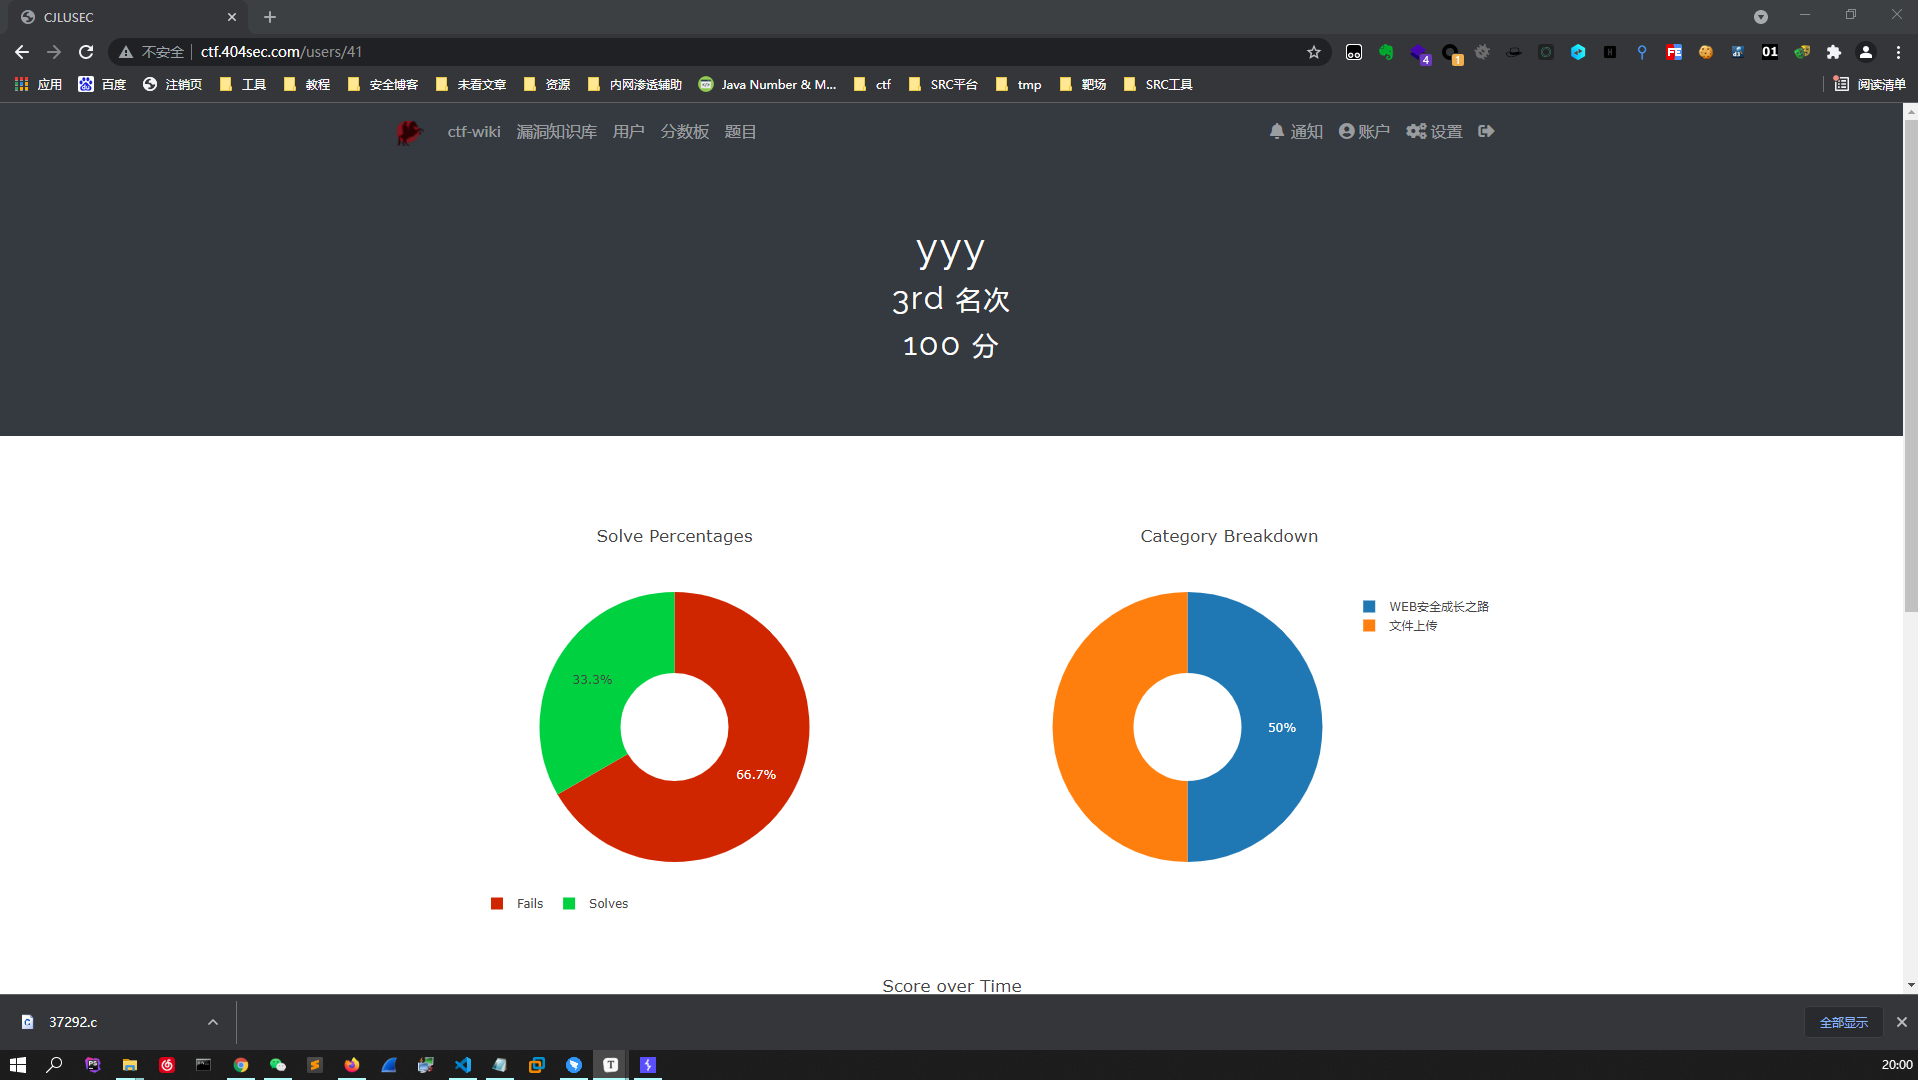 CJLUSEC
不安全 ctf.404sec.com/users/41
4 1 FE 01
应用 百度 注销页 工具 教程 安全博客 未看文章 资源 内网渗透辅助 Java Number & M... ctf SRC平台 tmp 靶场 SRC工具 阅读清单
ctf-wiki 漏洞知识库 用户 分数板 题目 通知 账户 设置
yyy
3rd 名次
100 分
Solve Percentages Category Breakdown
WEB安全成长之路
文件上传
33.3%
50%
66.7%
Fails Solves
Score over Time
37292.c 全部显示
20:00